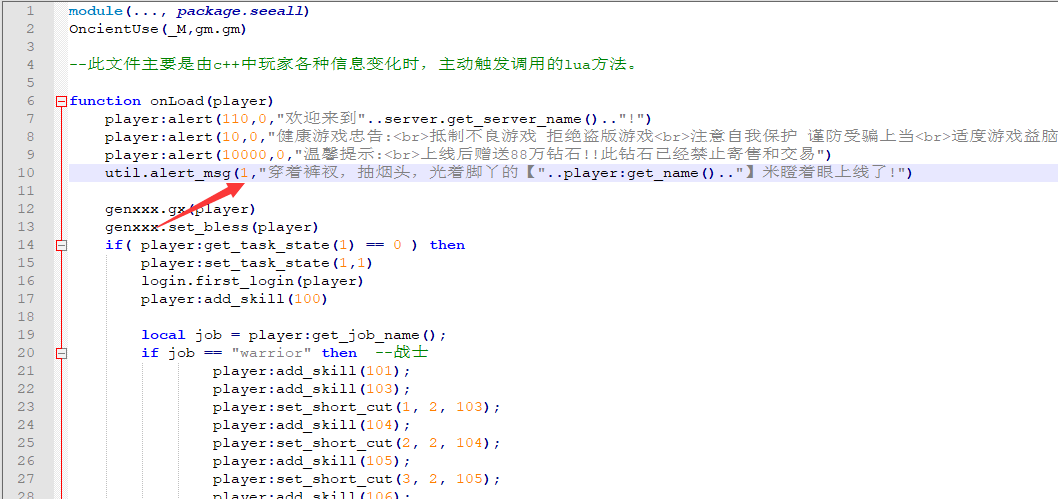 1 module(..., package.seeall)
2 OncientUse(_M,gm.gm)
3
4 --此文件主要是由c++中玩家各种信息变化时，主动触发调用的lua方法。
5
6 function onLoad(player)
7 player:alert(110,0,"欢迎来到"..server.get_server_name().."!")
8 player:alert(10,0,"健康游戏忠告:<br>抵制不良游戏 拒绝盗版游戏<br>注意自我保护 谨防受骗上当<br>适度游戏益脑
9 player:alert(10000,0,"温馨提示:<br>上线后赠送88万钻石!!此钻石已经禁止寄售和交易")
10 util.alert_msg(1,"穿着裤衩，抽烟头，光着脚丫的【"..player:get_name().."】米瞪着眼上线了!")
11
12 genxxx.gx(player)
13 genxxx.set_bless(player)
14 if( player:get_task_state(1) == 0 ) then
15 player:set_task_state(1,1)
16 login.first_login(player)
17 player:add_skill(100)
18
19 local job = player:get_job_name();
20 if job == "warrior" then --战士
21 player:add_skill(101);
22 player:add_skill(103);
23 player:set_short_cut(1, 2, 103);
24 player:add_skill(104);
25 player:set_short_cut(2, 2, 104);
26 player:add_skill(105);
27 player:set_short_cut(3, 2, 105);
28 player:add_skill(106);